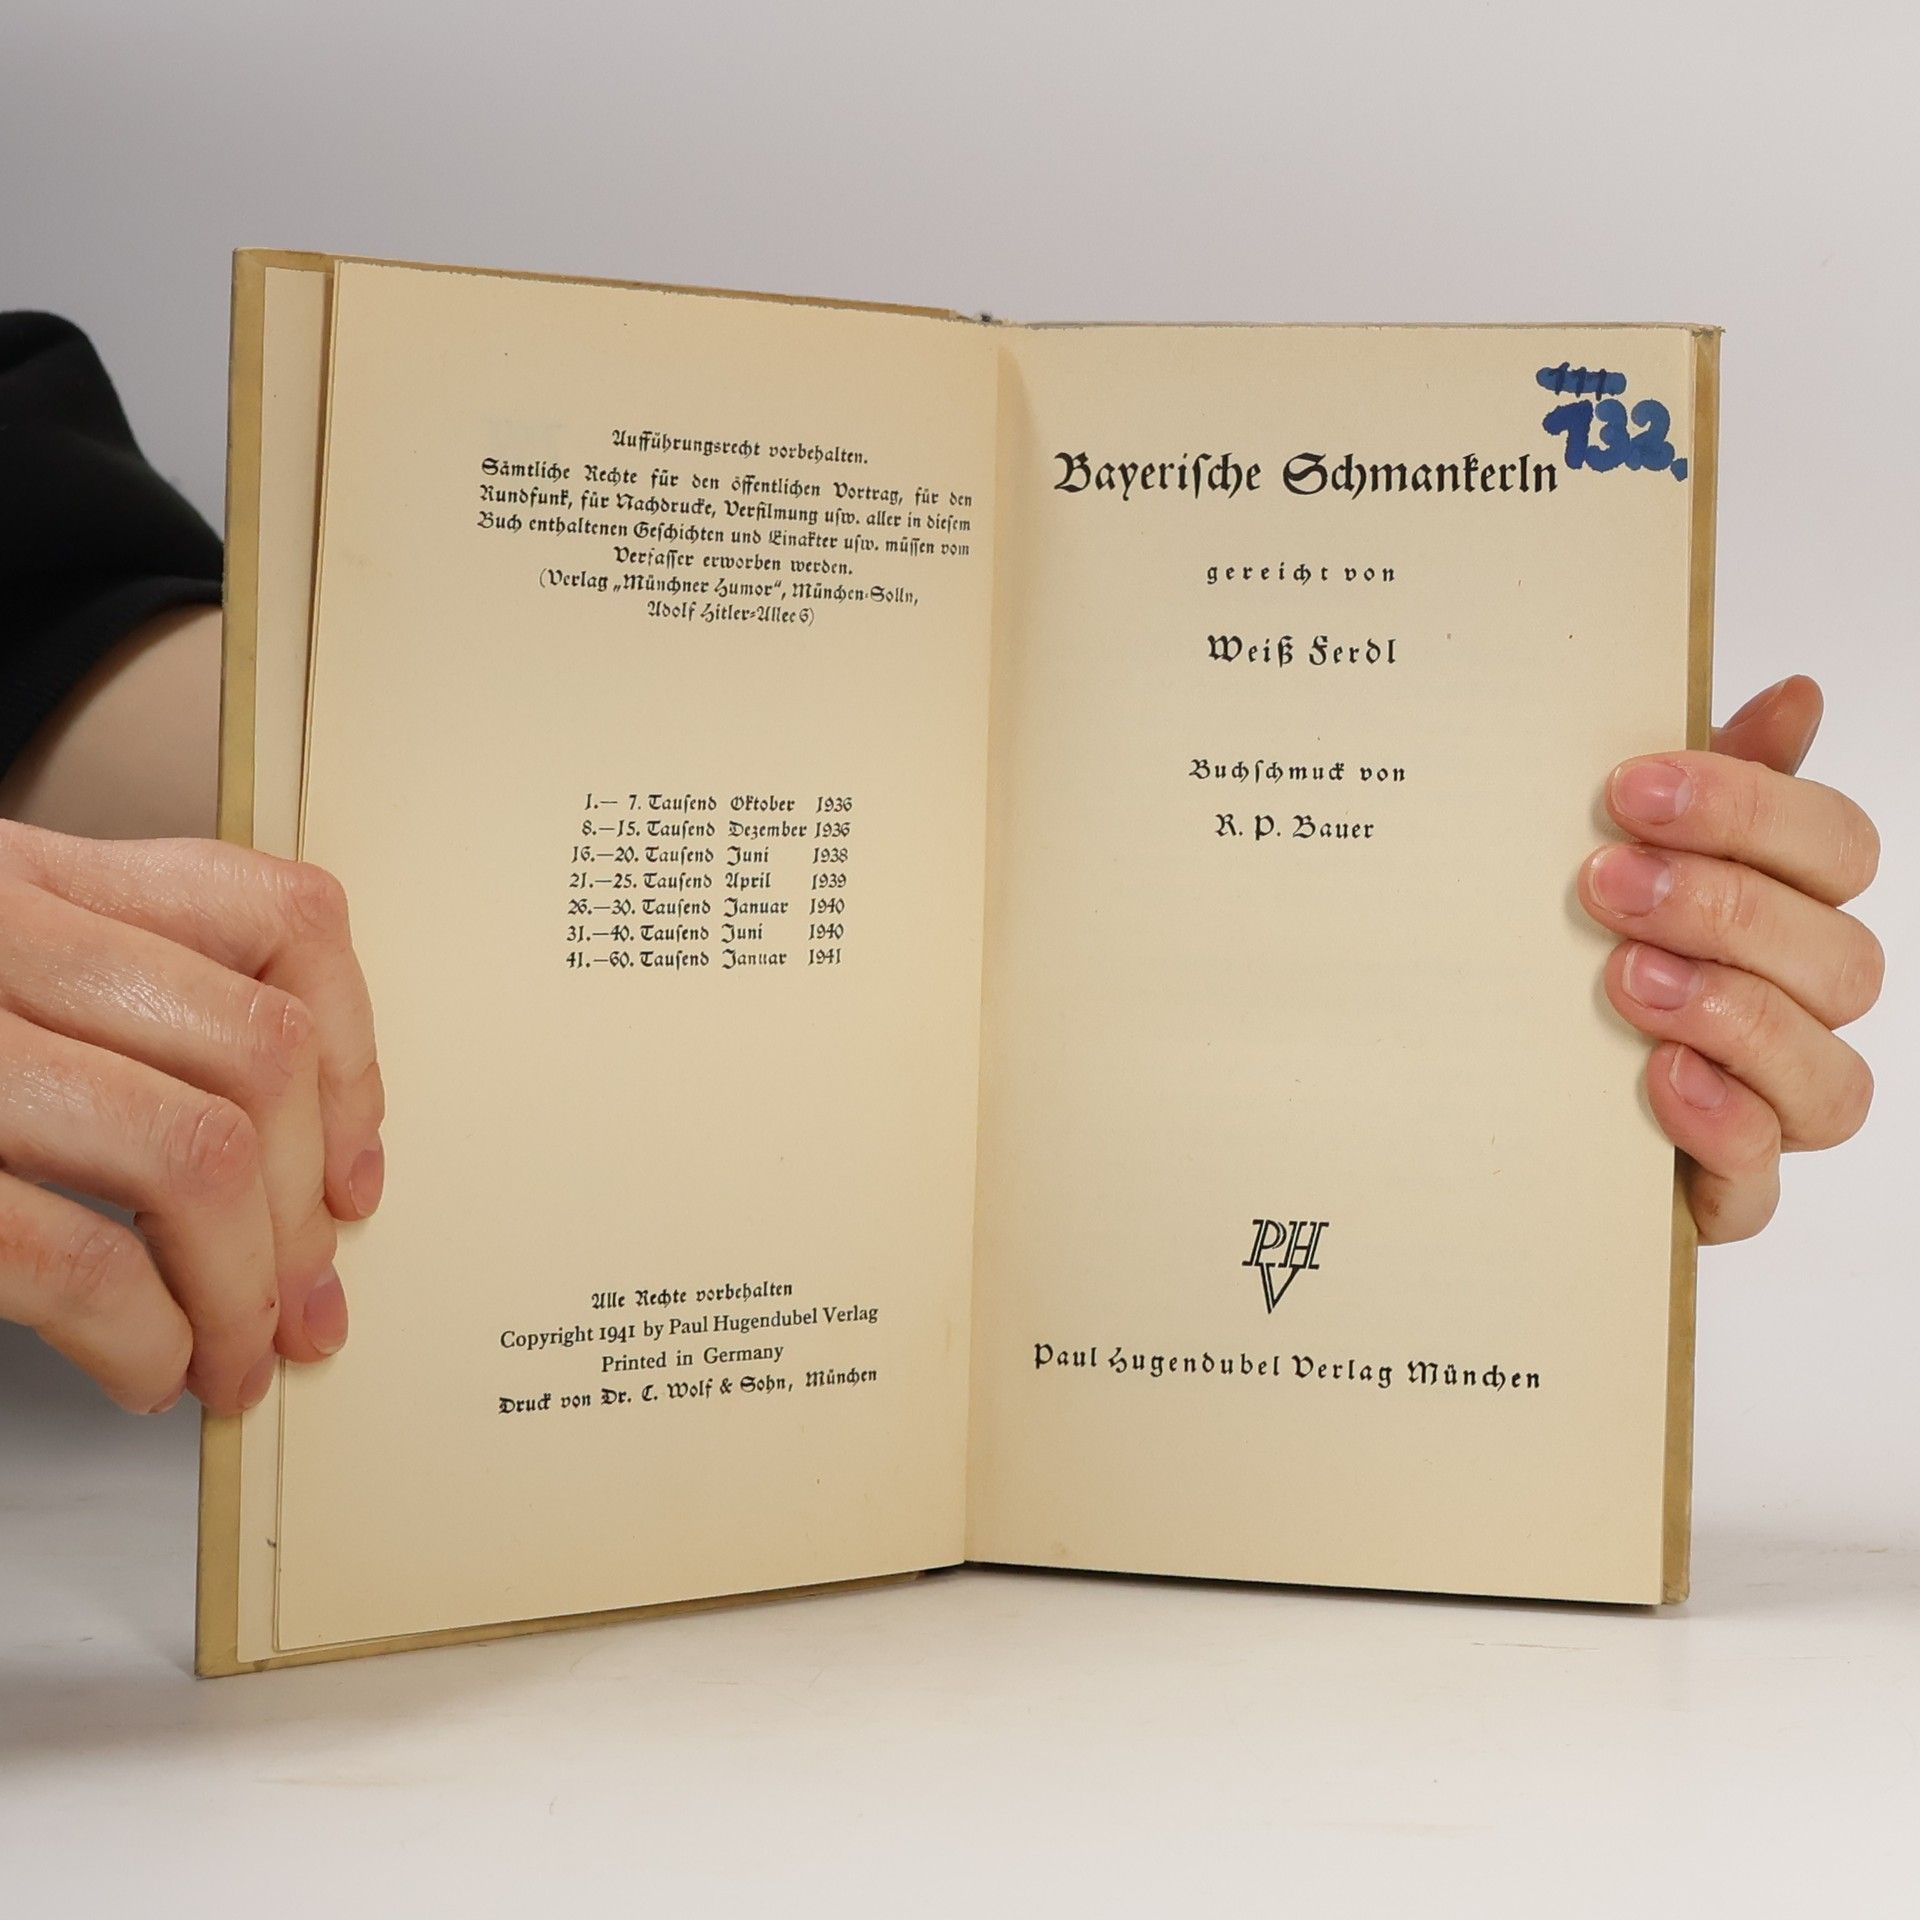 Aufführungsrecht vorbehalten.
Sämtliche Rechte für den öffentlichen Vortrag, für den
Rundfunk, für Nachdrucke, Verfilmung usw. aller in diesem
Buch enthaltenen Geschichten und Einakter usw. müssen vom
Verfasser erworben werden.
(Verlag „Münchner Humor“, München-Solln,
Adolf Hitler-Allee 6)
1.— 7. Tausend Oktober 1936
8.—15. Tausend Dezember 1936
16.—20. Tausend Juni 1938
21.—25. Tausend April 1939
26.—30. Tausend Januar 1940
31.—40. Tausend Juni 1940
41.—60. Tausend Januar 1941
Alle Rechte vorbehalten
Copyright 1941 by Paul Hugendubel Verlag
Printed in Germany
Druck von Dr. C. Wolf & Sohn, München
111.
132.
Bayerische Schmankerln
gereicht von
Weiß Ferdl
Buchschmuck von
R. P. Bauer
PHV
Paul Hugendubel Verlag München